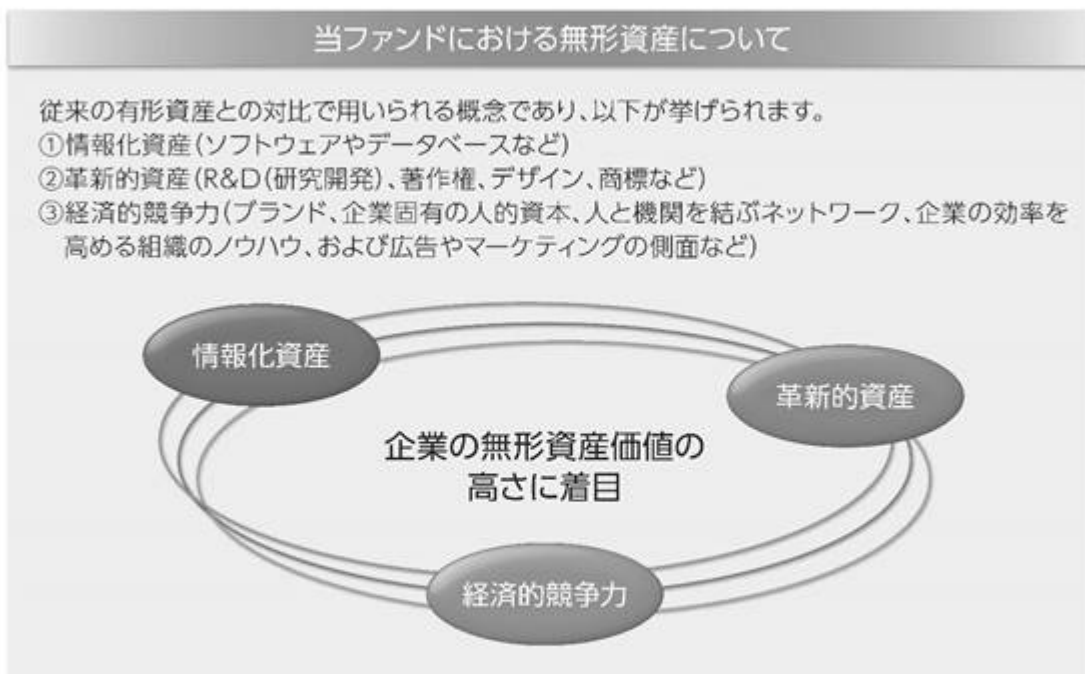 当ファンドにおける無形資産について
従来の有形資産との対比で用いられる概念であり、以下が挙げられます。
①情報化資産(ソフトウェアやデータベースなど)
②革新的資産(R&D(研究開発)、著作権、デザイン、商標など)
③経済的競争力(ブランド、企業固有の人的資本、人と機関を結ぶネットワーク、企業の効率を
高める組織のノウハウ、および広告やマーケティングの側面など)
情報化資産
革新的資産
企業の無形資産価値の
高さに着目
経済的競争力